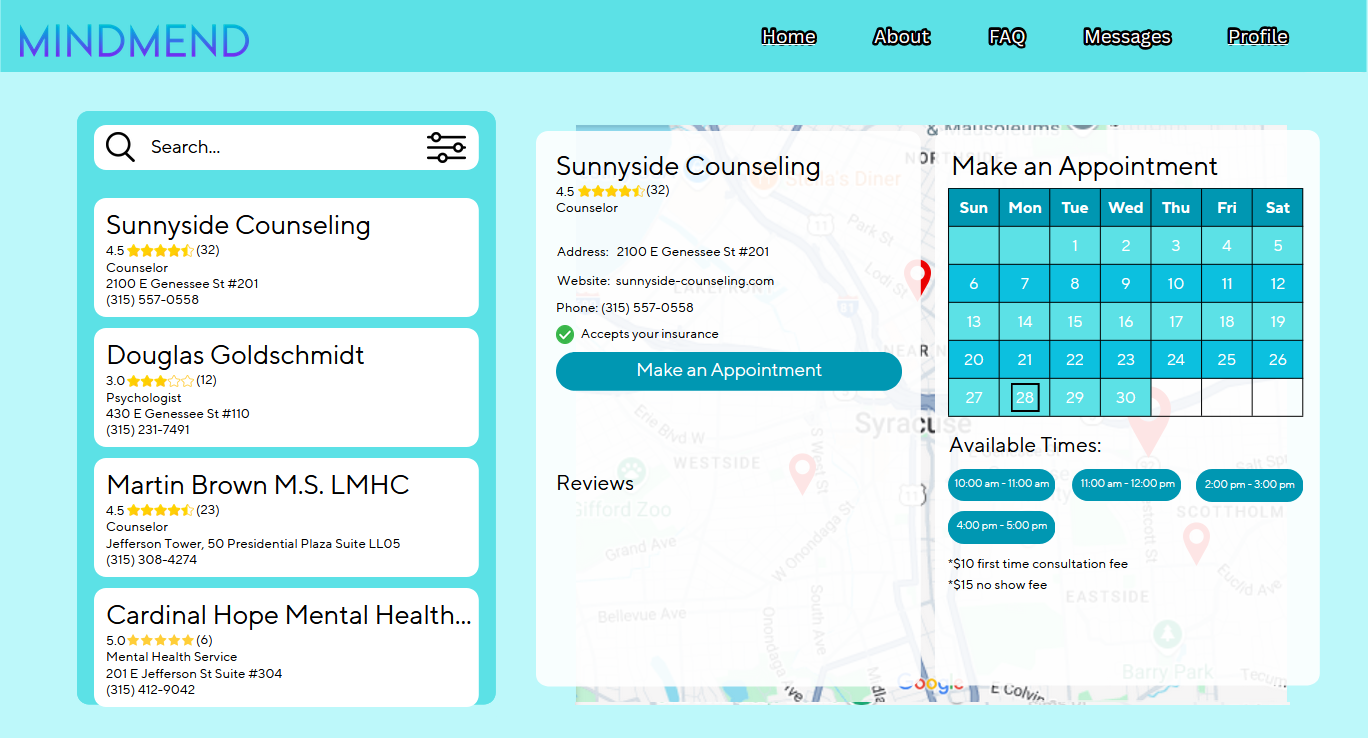 MINDMEND
Home About FAQ Messages Profile
Search...
Sunnyside Counseling
4.5 (32)
Counselor
2100 E Genessee St #201
(315) 557-0558
Douglas Goldschmidt
3.0 (12)
Psychologist
430 E Genessee St #110
(315) 231-7491
Martin Brown M.S. LMHC
4.5 (23)
Counselor
Jefferson Tower, 50 Presidential Plaza Suite LL05
(315) 308-4274
Cardinal Hope Mental Health...
5.0 (6)
Mental Health Service
201 E Jefferson St Suite #304
(315) 412-9042
Sunnyside Counseling
4.5 (32)
Counselor
Address: 2100 E Genessee St #201
Website: sunnyside-counseling.com
Phone: (315) 557-0558
Accepts your insurance
Make an Appointment
Reviews
Make an Appointment
Sun Mon Tue Wed Thu Fri Sat
1 2 3 4 5
6 7 8 9 10 11 12
13 14 15 16 17 18 19
20 21 22 23 24 25 26
27 28 29 30
Available Times:
10:00 am - 11:00 am 11:00 am - 12:00 pm 2:00 pm - 3:00 pm
4:00 pm - 5:00 pm
*$10 first time consultation fee
*$15 no show fee
& Mausoleums
Park St
11
Lodi St
Syracuse
Erie Blvd W
WESTSIDE
S West St
11
Salt Sp
Gifford Zoo
SCOTTHOLM
Grand Ave
W Onondaga St
Euclid Ave
EASTSIDE
Bellevue Ave
South Ave
Barry Park
Tecum
Google
E Colvin